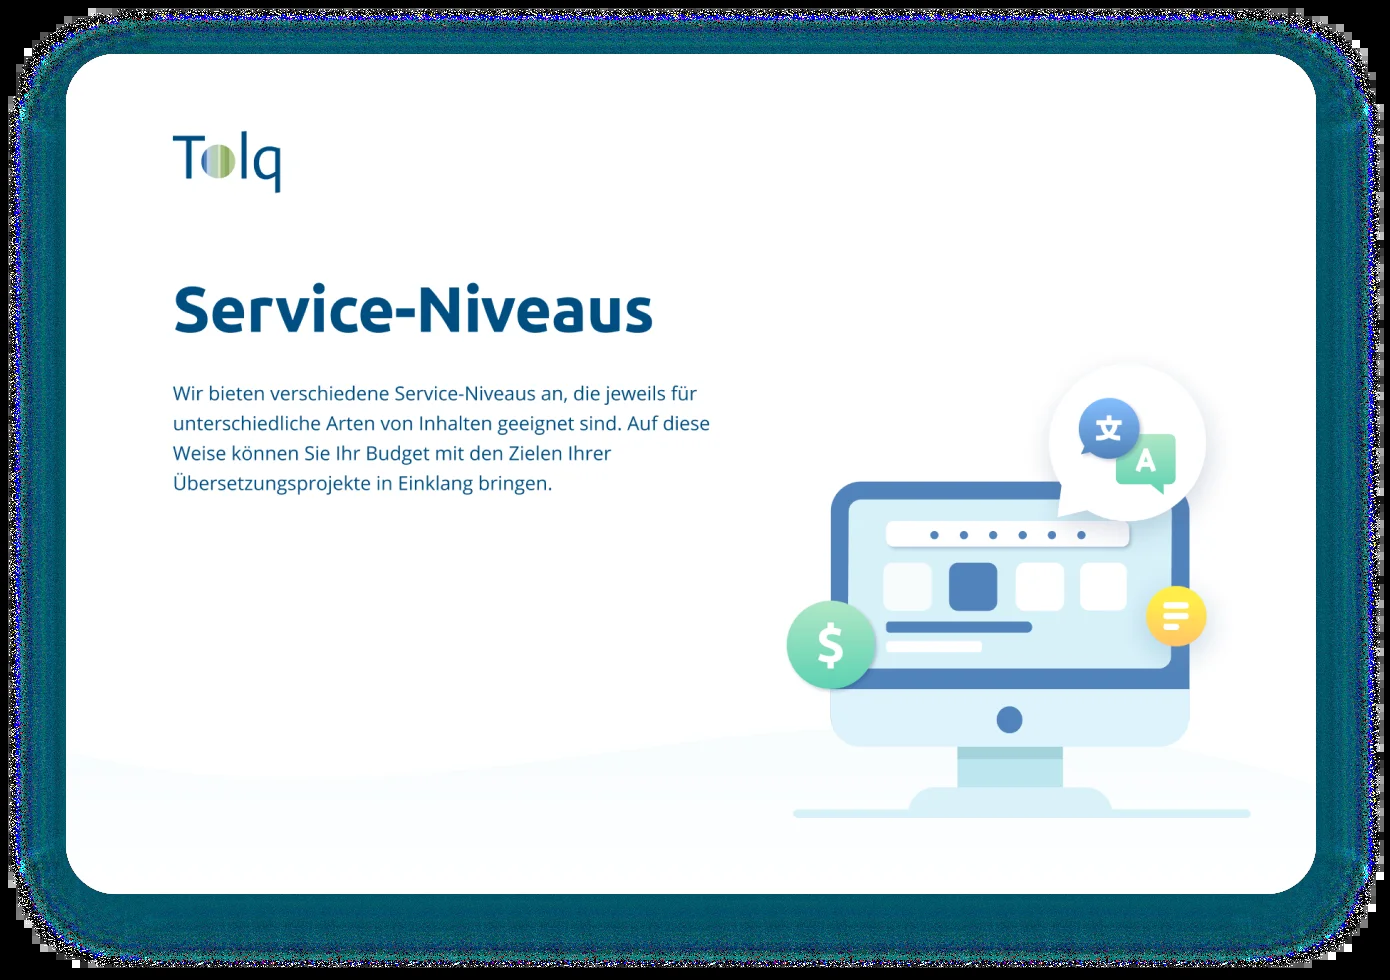 Tolq
Service-Niveaus
Wir bieten verschiedene Service-Niveaus an, die jeweils für
unterschiedliche Arten von Inhalten geeignet sind. Auf diese
Weise können Sie Ihr Budget mit den Zielen Ihrer
Übersetzungsprojekte in Einklang bringen.
文
A
$